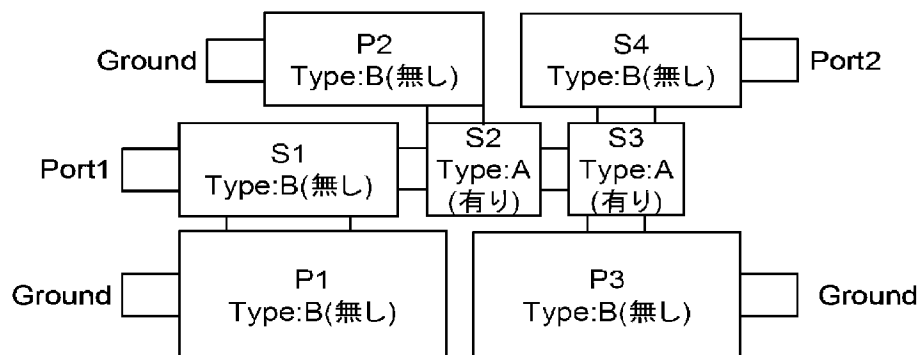 Ground
P2
Type:B(無し)
S4
Type:B(無し)
Port2
Port1
S1
Type:B(無し)
S2
Type:A
(有り)
S3
Type:A
(有り)
Ground
P1
Type:B(無し)
P3
Type:B(無し)
Ground